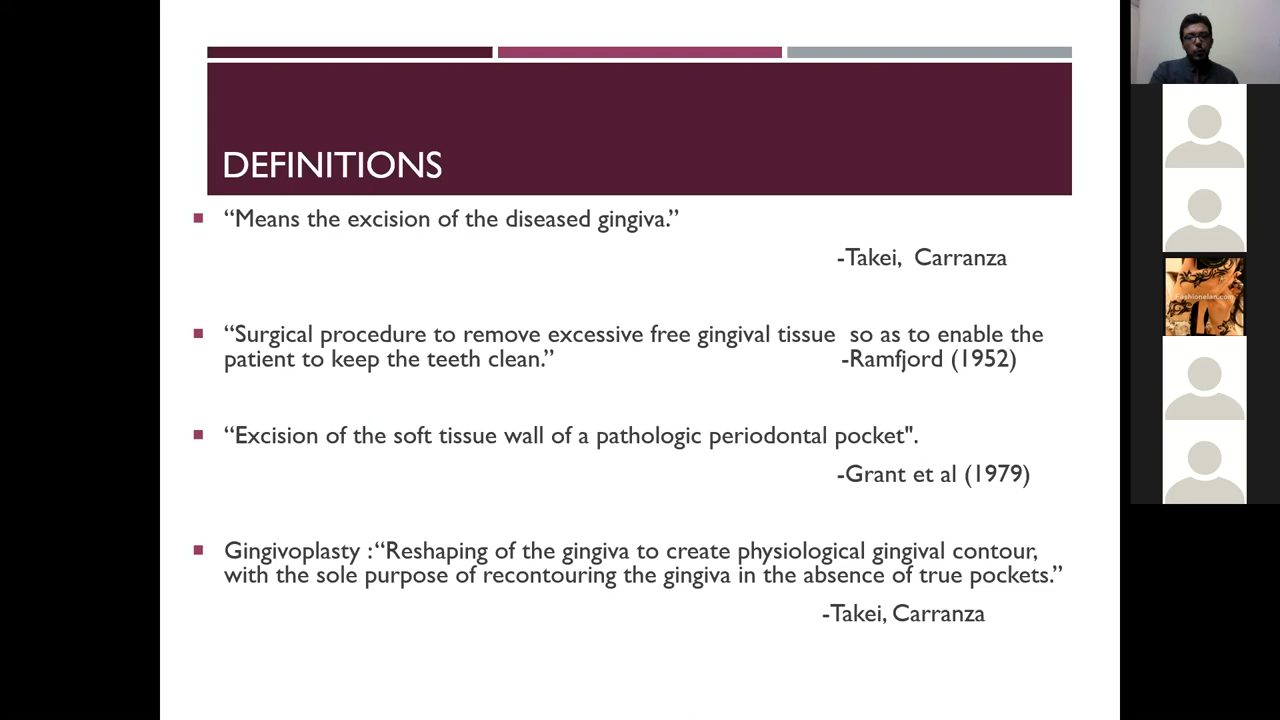 DEFINITIONS
▪ “Means the excision of the diseased gingiva.”
-Takei, Carranza
▪ “Surgical procedure to remove excessive free gingival tissue so as to enable the
patient to keep the teeth clean.” -Ramfjord (1952)
▪ “Excision of the soft tissue wall of a pathologic periodontal pocket".
-Grant et al (1979)
▪ Gingivoplasty :“Reshaping of the gingiva to create physiological gingival contour,
with the sole purpose of recontouring the gingiva in the absence of true pockets.”
-Takei, Carranza